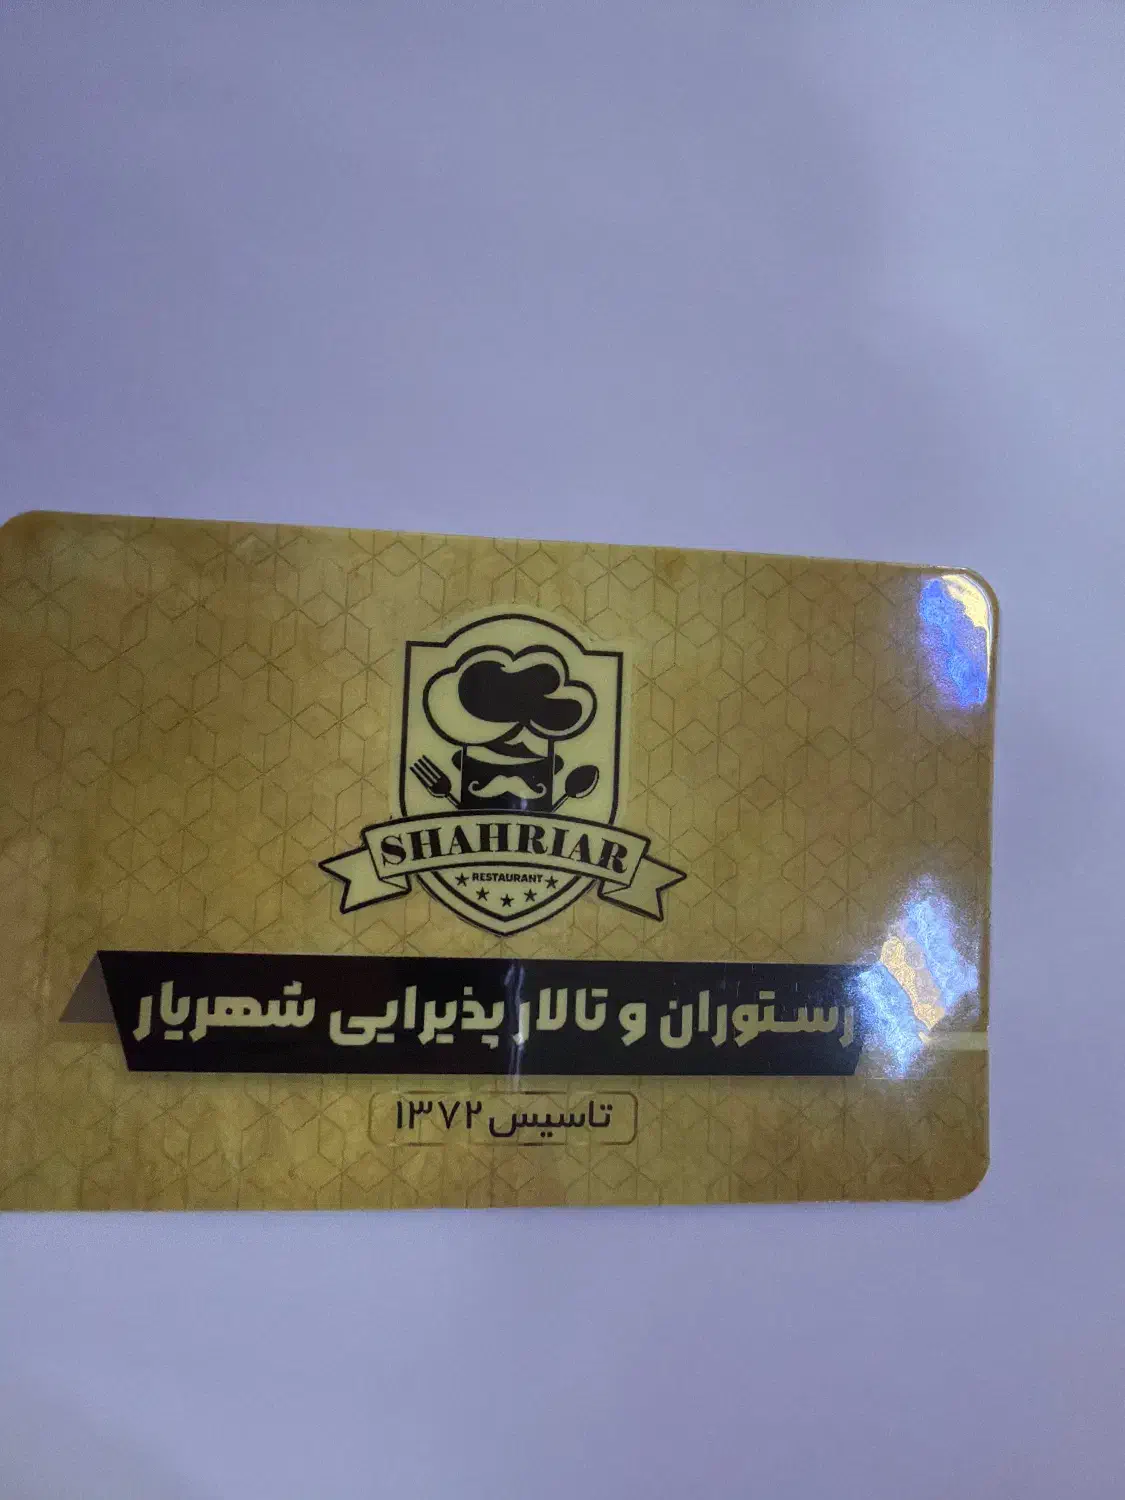 SHAHRIAR
RESTAURANT
رستوران و تالار پذیرایی شهریار
تاسیس ۱۳۷۲